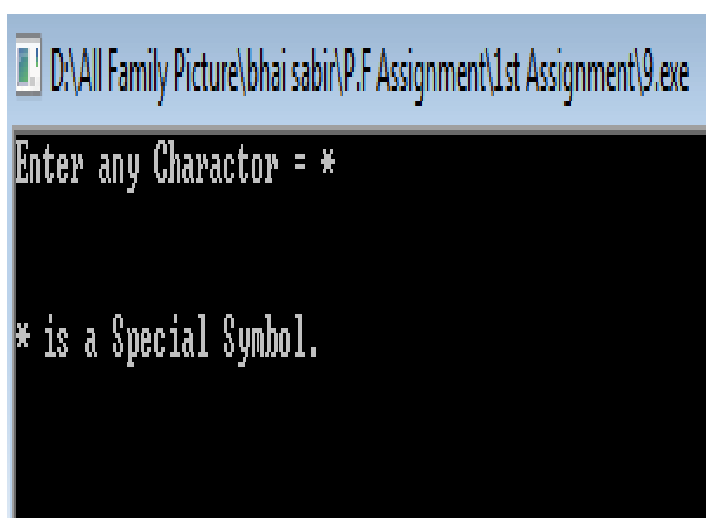 D:\All Family Picture\bhai sabir\P.F Assignment\1st Assignment\9.exe
Enter any Charactor = *
* is a Special Symbol.